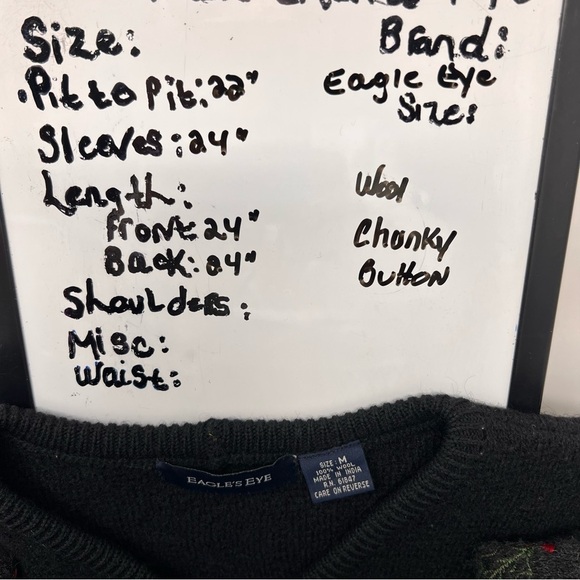 Size:
Brand:
.Pit to Pit: 22"
Eagle Eye
Size:
Sleeves: 24"
Length:
Wool
Front: 24"
Chunky
Back: 24"
Button
Shoulders:
Misc:
Waist:
EAGLE'S EYE
SIZE: M
100% WOOL
MADE IN INDIA
R.N. 61847
CARE ON REVERSE